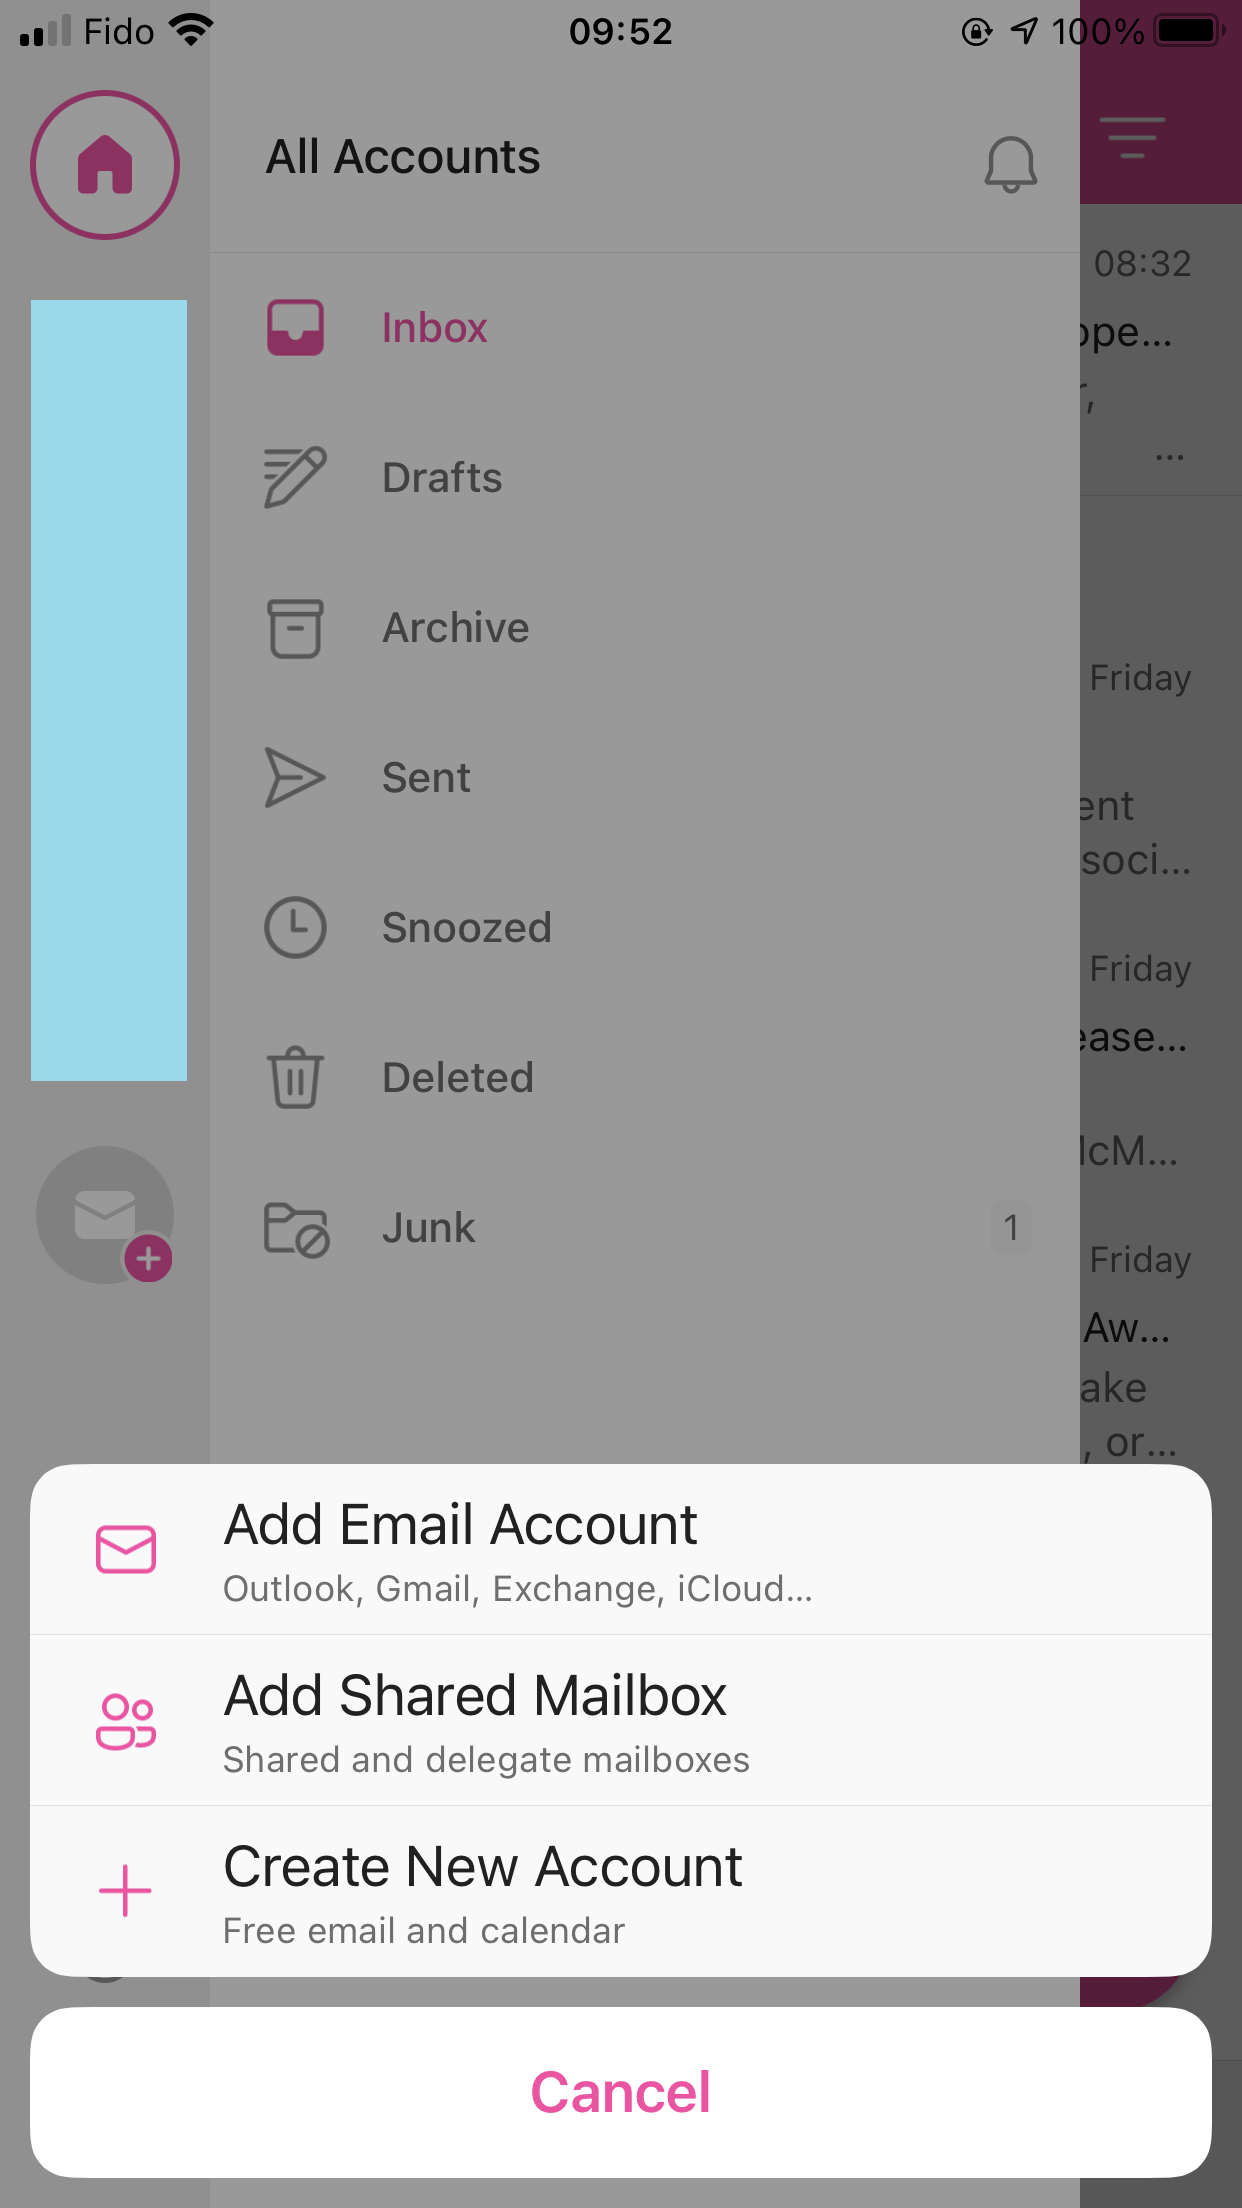 Fido 09:52 100%
All Accounts
08:32
Inbox
ope...
r,
Drafts
...
Archive
Friday
Sent
ent
soci...
Snoozed
Friday
ease...
Deleted
McM...
Junk 1
Friday
Aw...
ake
, or...
Add Email Account
Outlook, Gmail, Exchange, iCloud...
Add Shared Mailbox
Shared and delegate mailboxes
Create New Account
Free email and calendar
Cancel